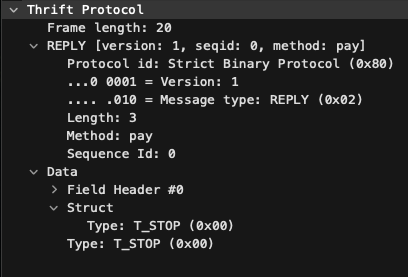 Thrift Protocol
Frame length: 20
REPLY [version: 1, seqid: 0, method: pay]
Protocol id: Strict Binary Protocol (0x80)
...0 0001 = Version: 1
.... .010 = Message type: REPLY (0x02)
Length: 3
Method: pay
Sequence Id: 0
Data
Field Header #0
Struct
Type: T_STOP (0x00)
Type: T_STOP (0x00)